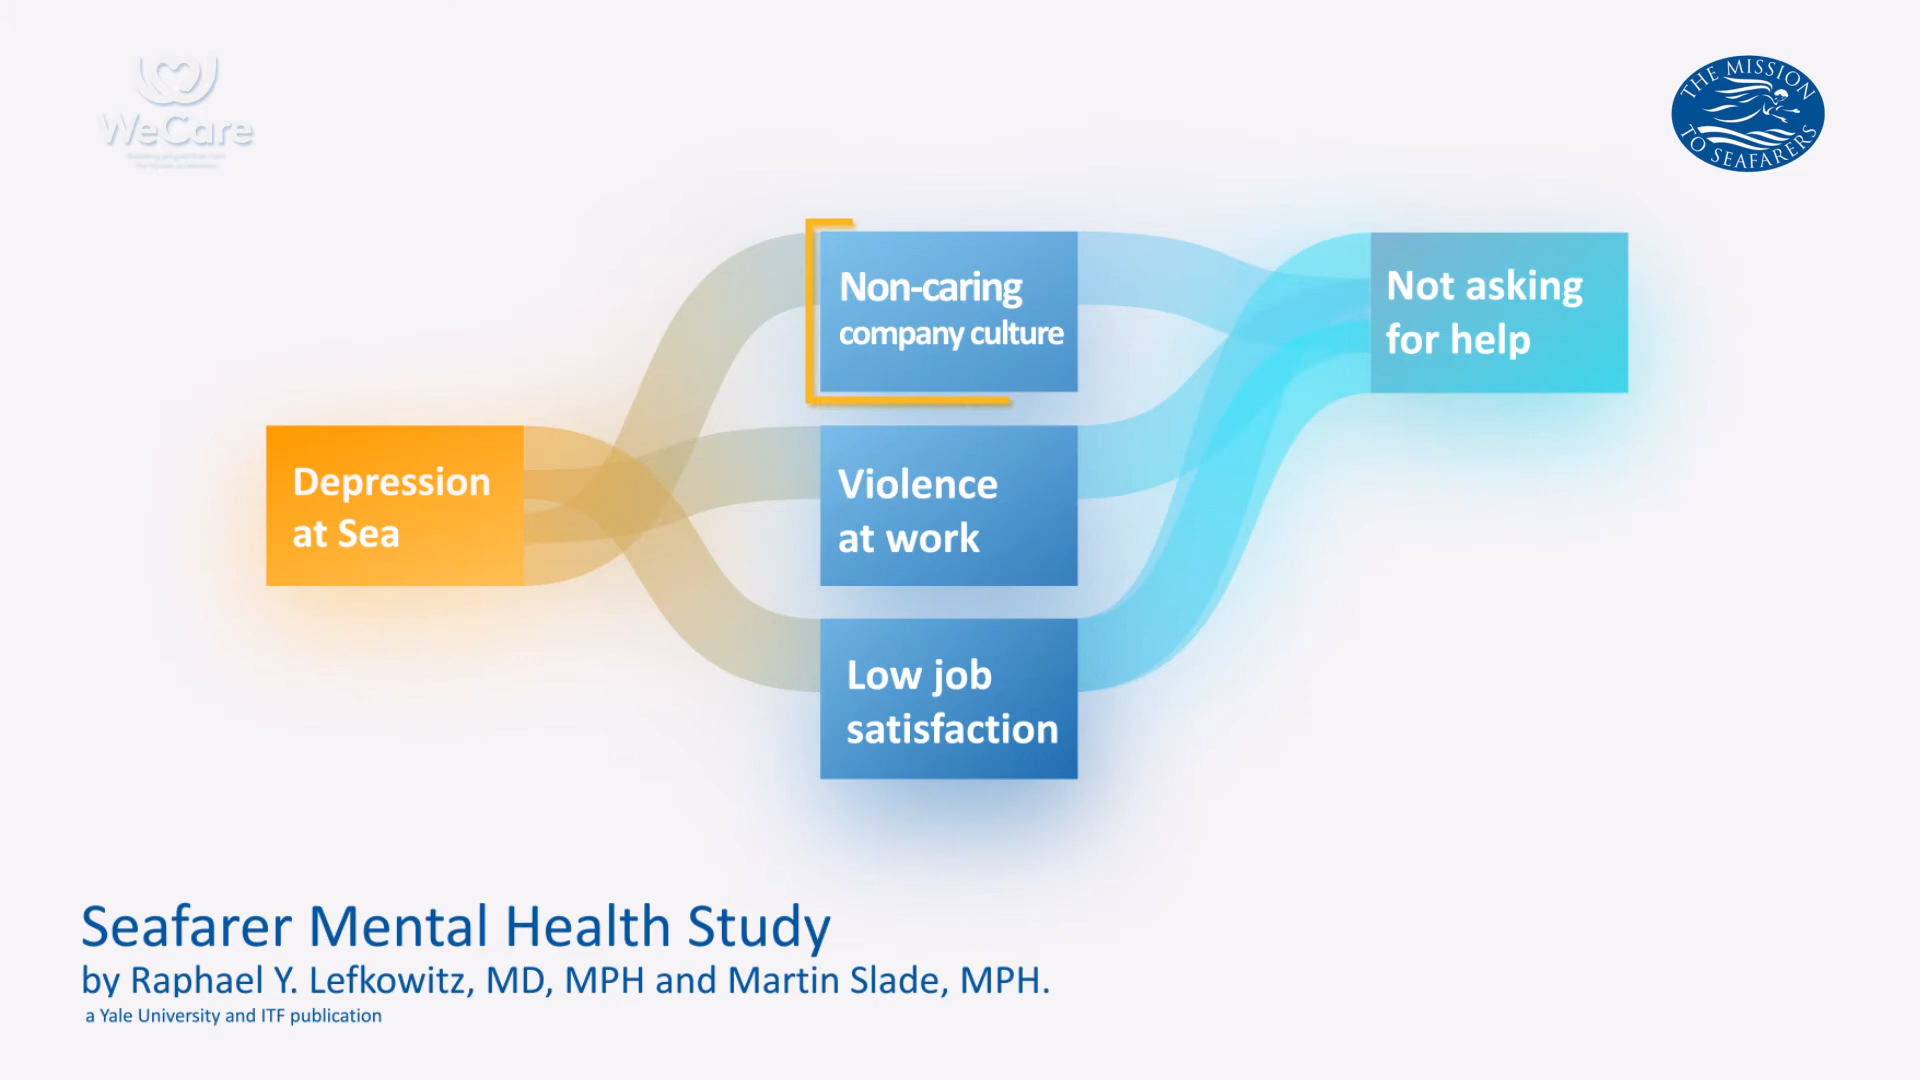 WeCare
THE MISSION
TO SEAFARERS
Non-caring
company culture
Not asking
for help
Depression
at Sea
Violence
at work
Low job
satisfaction
Seafarer Mental Health Study
by Raphael Y. Lefkowitz, MD, MPH and Martin Slade, MPH.
a Yale University and ITF publication